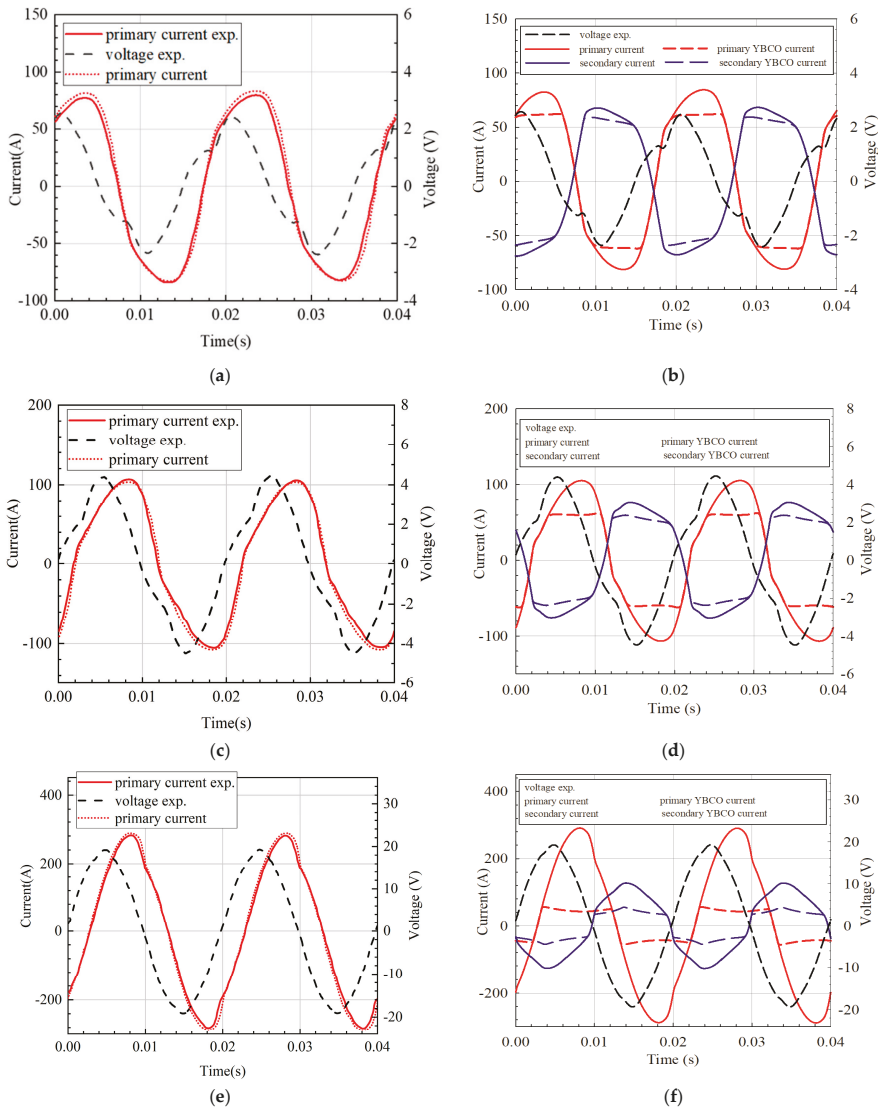 150
100
50
0
-50
-100
Current(A)
primary current exp.
voltage exp.
primary current
6
5
4
3
2
1
0
-1
-2
-3
-4
Voltage (V)
0.00 0.01 0.02 0.03 0.04
Time(s)
(a)
150
100
50
0
-50
-100
Current (A)
voltage exp.
primary current primary YBCO current
secondary current secondary YBCO current
6
4
2
0
-2
-4
Voltage (V)
0.00 0.01 0.02 0.03 0.04
Time (s)
(b)
200
100
0
-100
Current(A)
primary current exp.
voltage exp.
primary current
8
6
4
2
0
-2
-4
-6
Voltage (V)
0.00 0.01 0.02 0.03 0.04
Time(s)
(c)
200
100
0
-100
Current (A)
voltage exp.
primary current primary YBCO current
secondary current secondary YBCO current
8
6
4
2
0
-2
-4
-6
Voltage (V)
0.00 0.01 0.02 0.03 0.04
Time (s)
(d)
400
200
0
-200
Current(A)
primary current exp.
voltage exp.
primary current
30
20
10
0
-10
-20
Voltage (V)
0.00 0.01 0.02 0.03 0.04
Time(s)
(e)
400
200
0
-200
Current (A)
voltage exp.
primary current primary YBCO current
secondary current secondary YBCO current
30
20
10
0
-10
-20
Voltage (V)
0.00 0.01 0.02 0.03 0.04
Time (s)
(f)